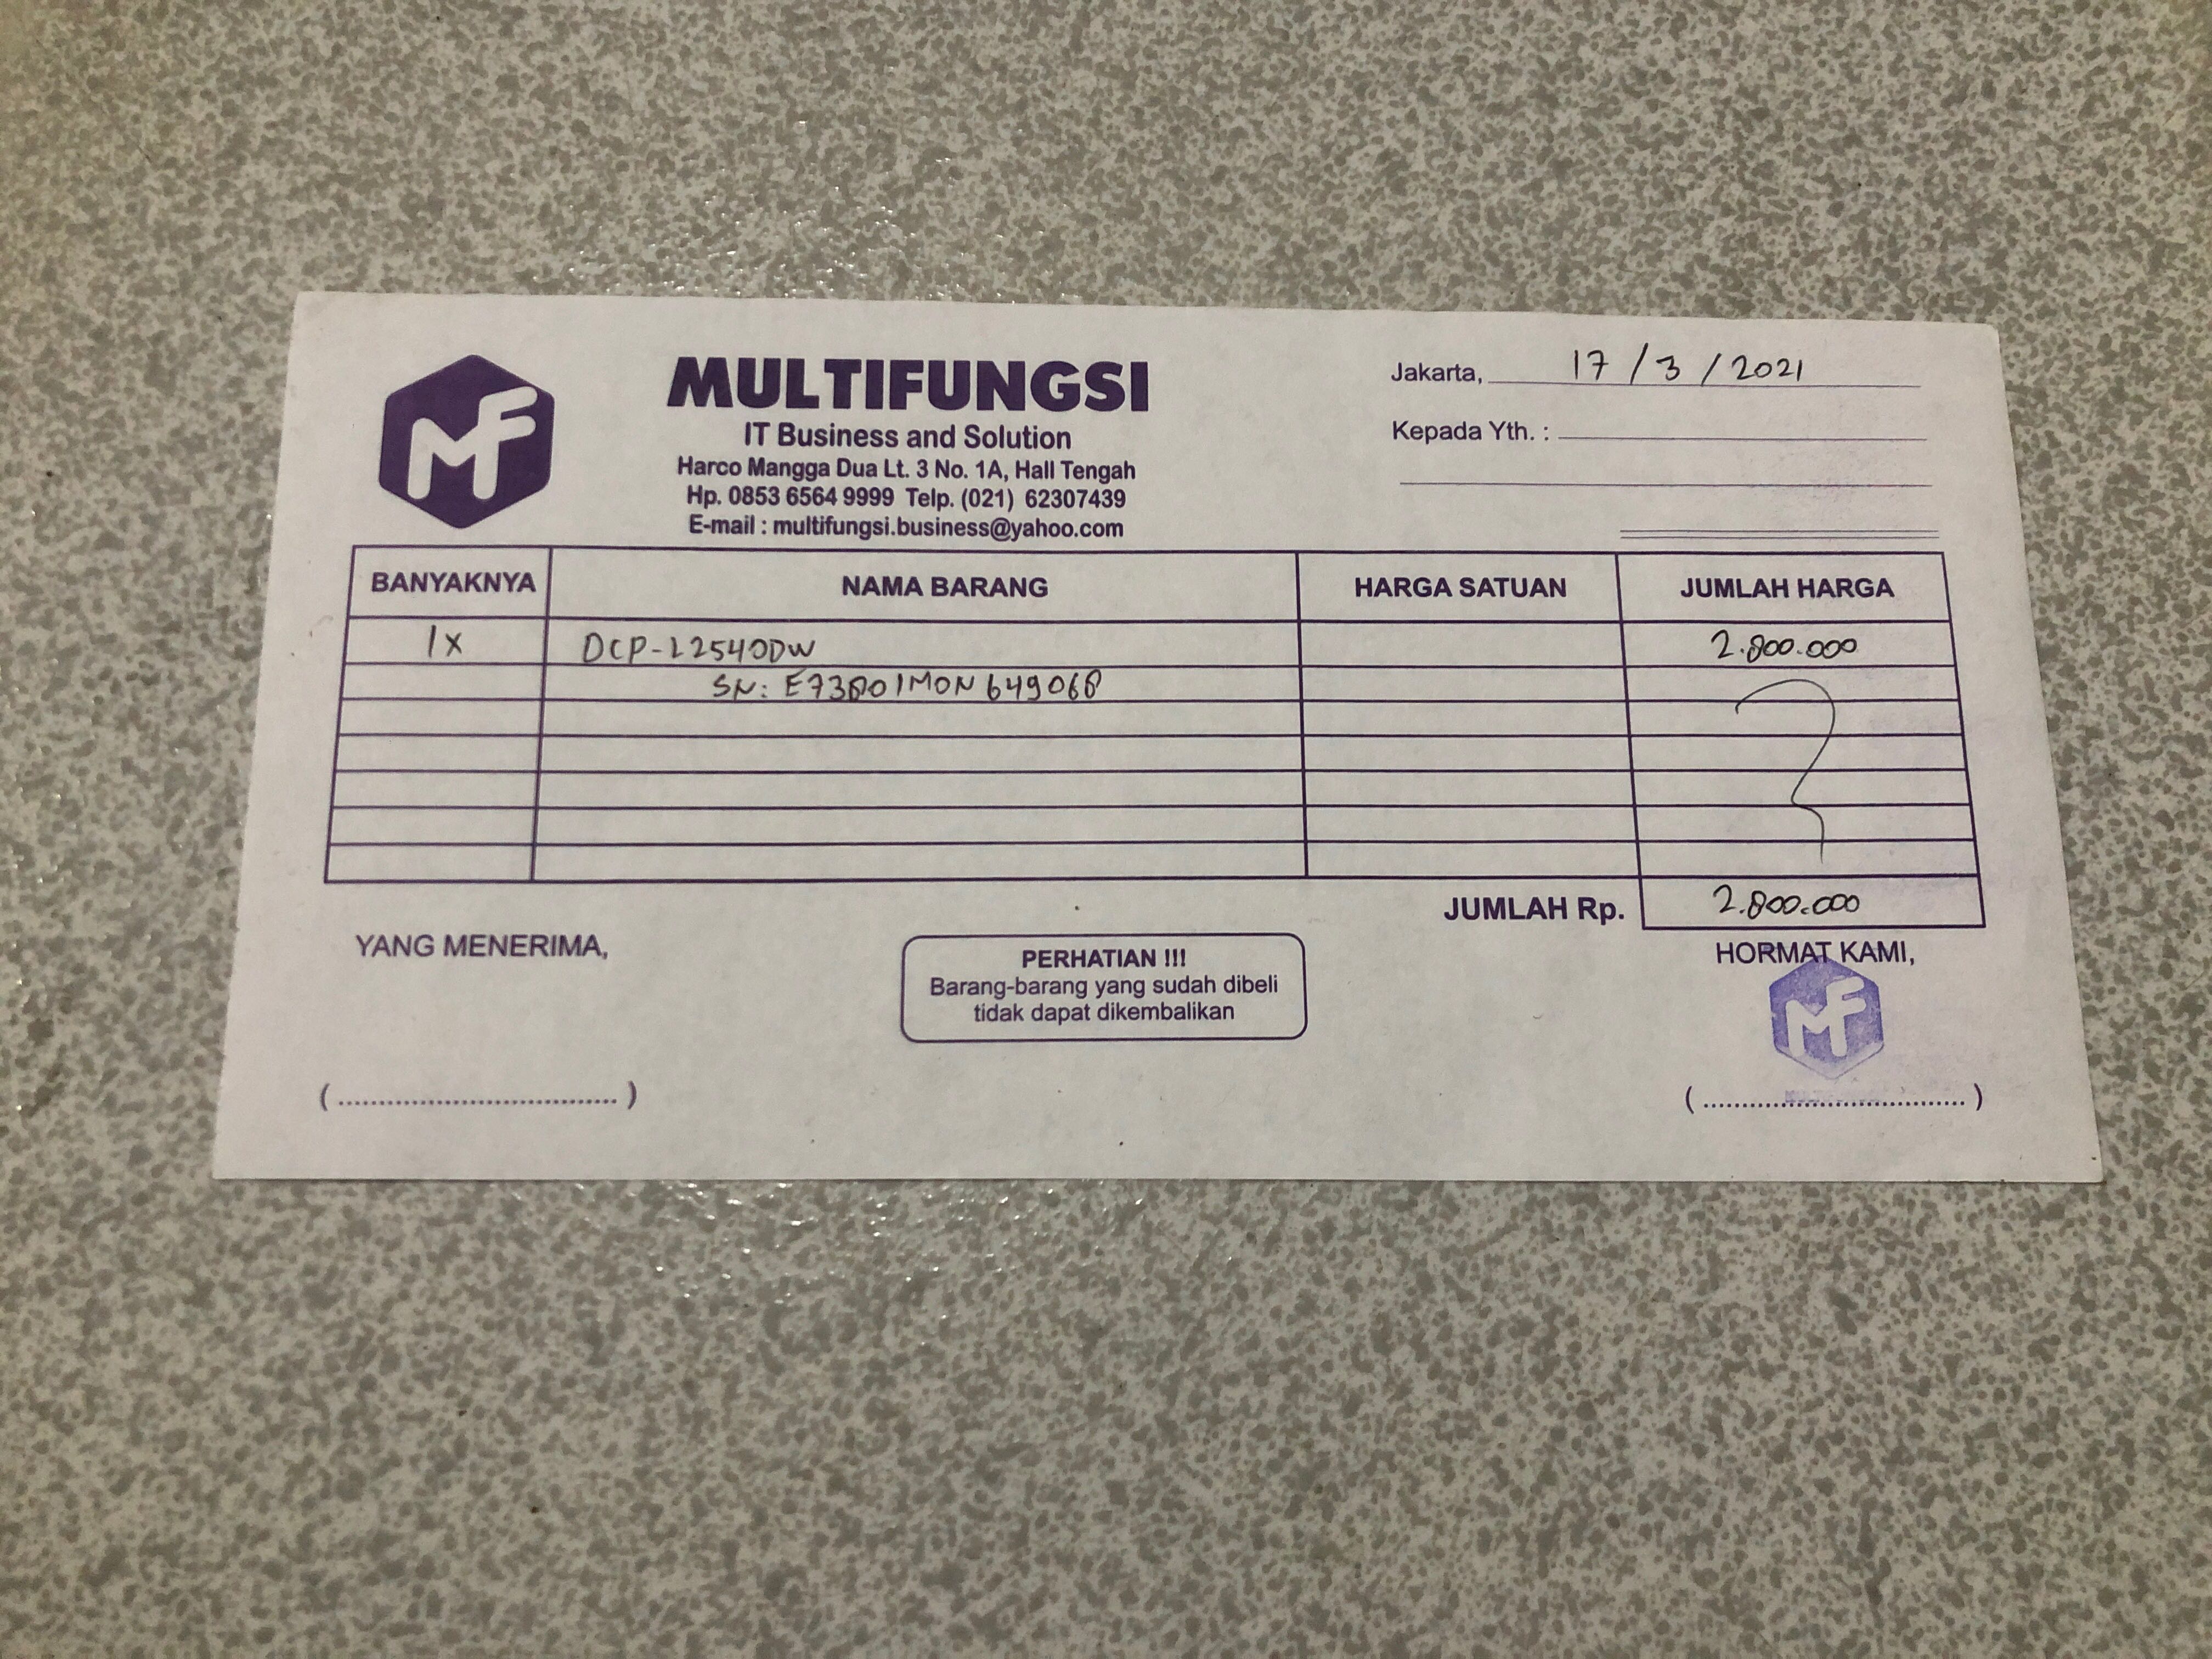 MF
MULTIFUNGSI
IT Business and Solution
Harco Mangga Dua Lt. 3 No. 1A, Hall Tengah
Hp. 0853 6564 9999 Telp. (021) 62307439
E-mail : multifungsi.business@yahoo.com
Jakarta, 17 / 3 / 2021
Kepada Yth. :
BANYAKNYA NAMA BARANG HARGA SATUAN JUMLAH HARGA
1x DCP-L2540DW 2.800.000
SN: E73801M0N649068
JUMLAH Rp. 2.800.000
YANG MENERIMA,
PERHATIAN !!!
Barang-barang yang sudah dibeli
tidak dapat dikembalikan
HORMAT KAMI,
MF
(....................................)
(....................................)